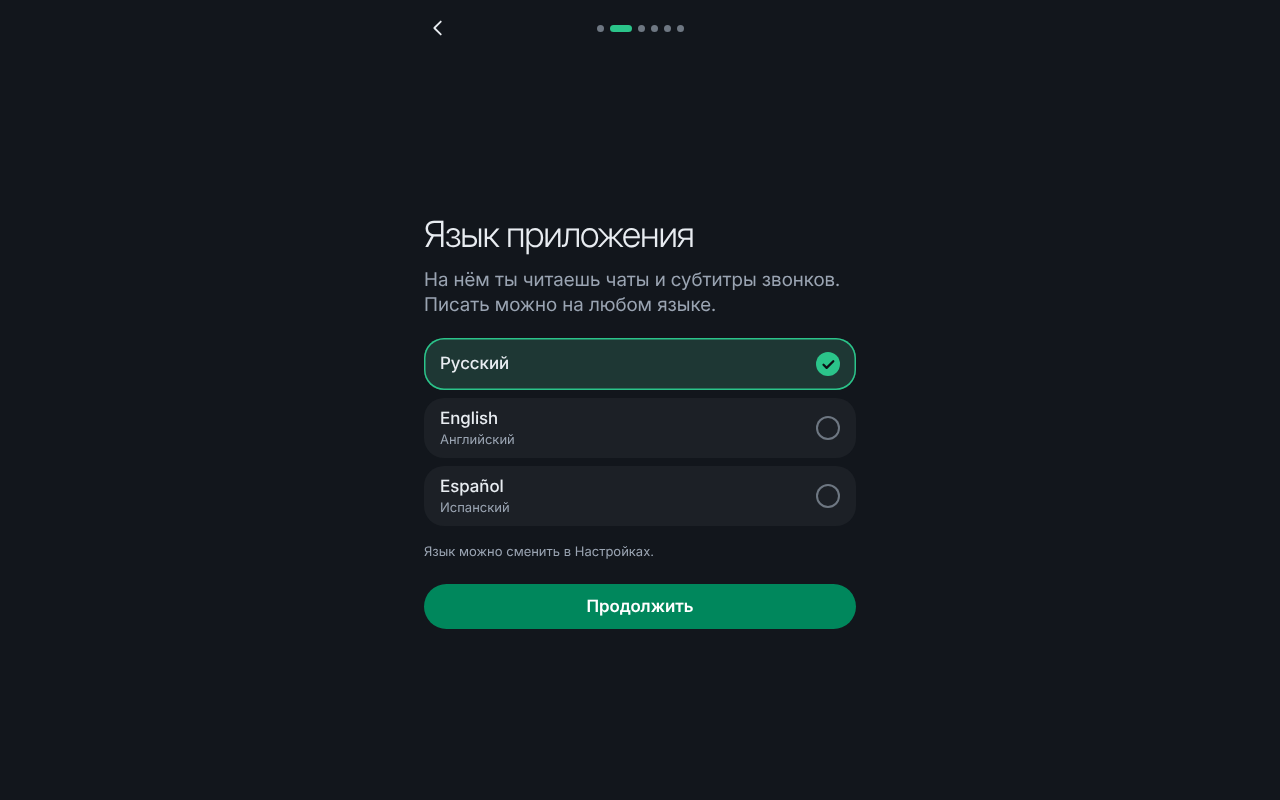 Язык приложения
На нём ты читаешь чаты и субтитры звонков.
Писать можно на любом языке.
Русский
English
Английский
Español
Испанский
Язык можно сменить в Настройках.
Продолжить